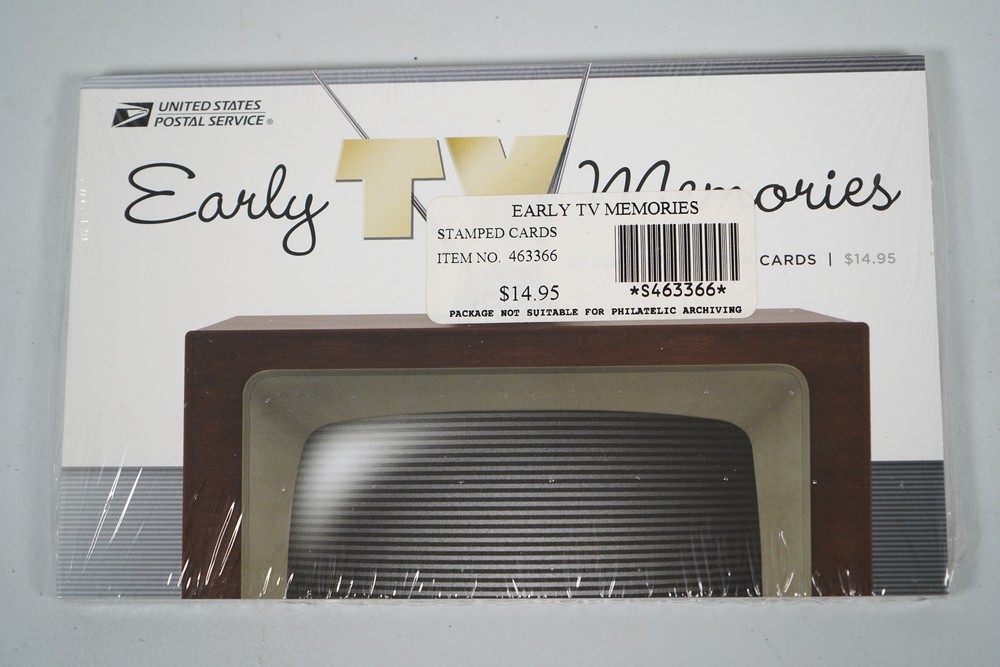 UNITED STATES
POSTAL SERVICE®
Early TV Memories
CARDS | $14.95
EARLY TV MEMORIES
STAMPED CARDS
ITEM NO. 463366
$14.95
*S463366*
PACKAGE NOT SUITABLE FOR PHILATELIC ARCHIVING